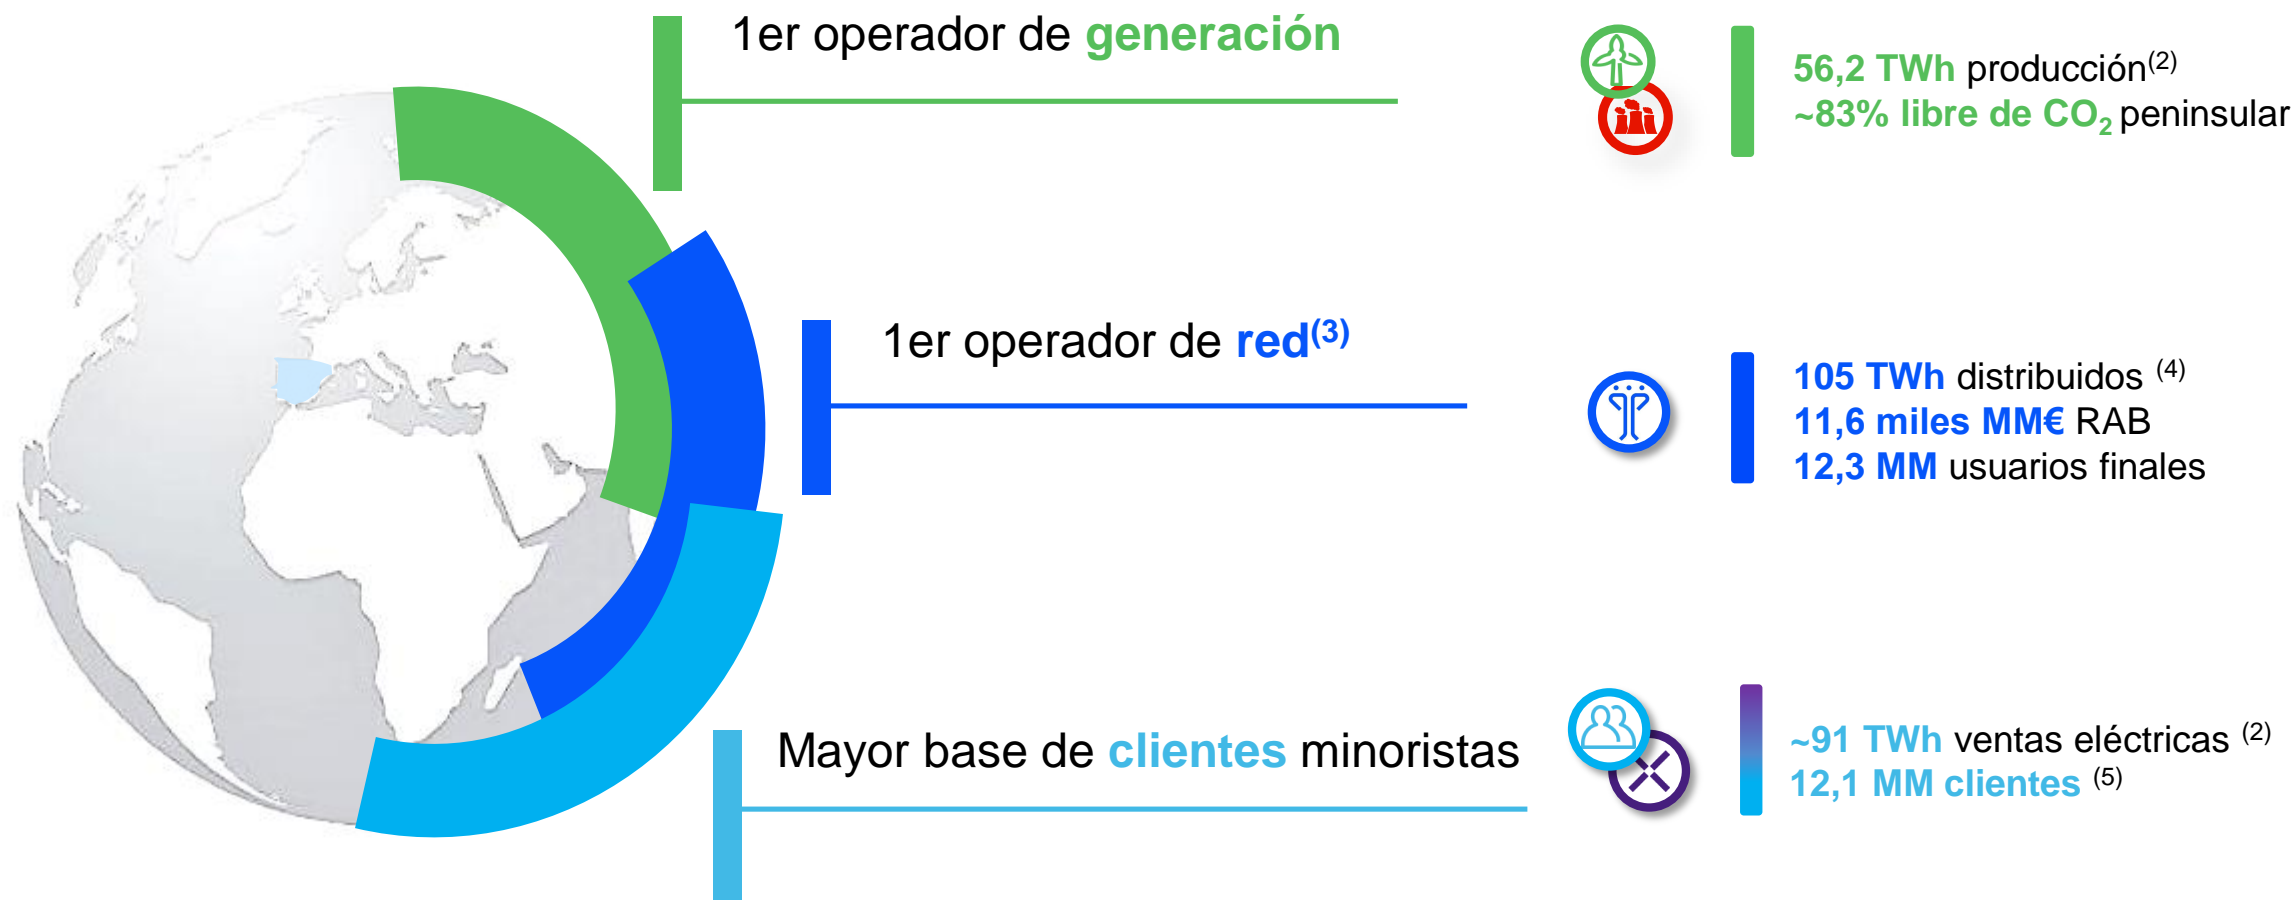 1er operador de generación
56,2 TWh producción(2)
~83% libre de CO2 peninsular
1er operador de red(3)
105 TWh distribuidos (4)
11,6 miles MM€ RAB
12,3 MM usuarios finales
Mayor base de clientes minoristas
~91 TWh ventas eléctricas (2)
12,1 MM clientes (5)